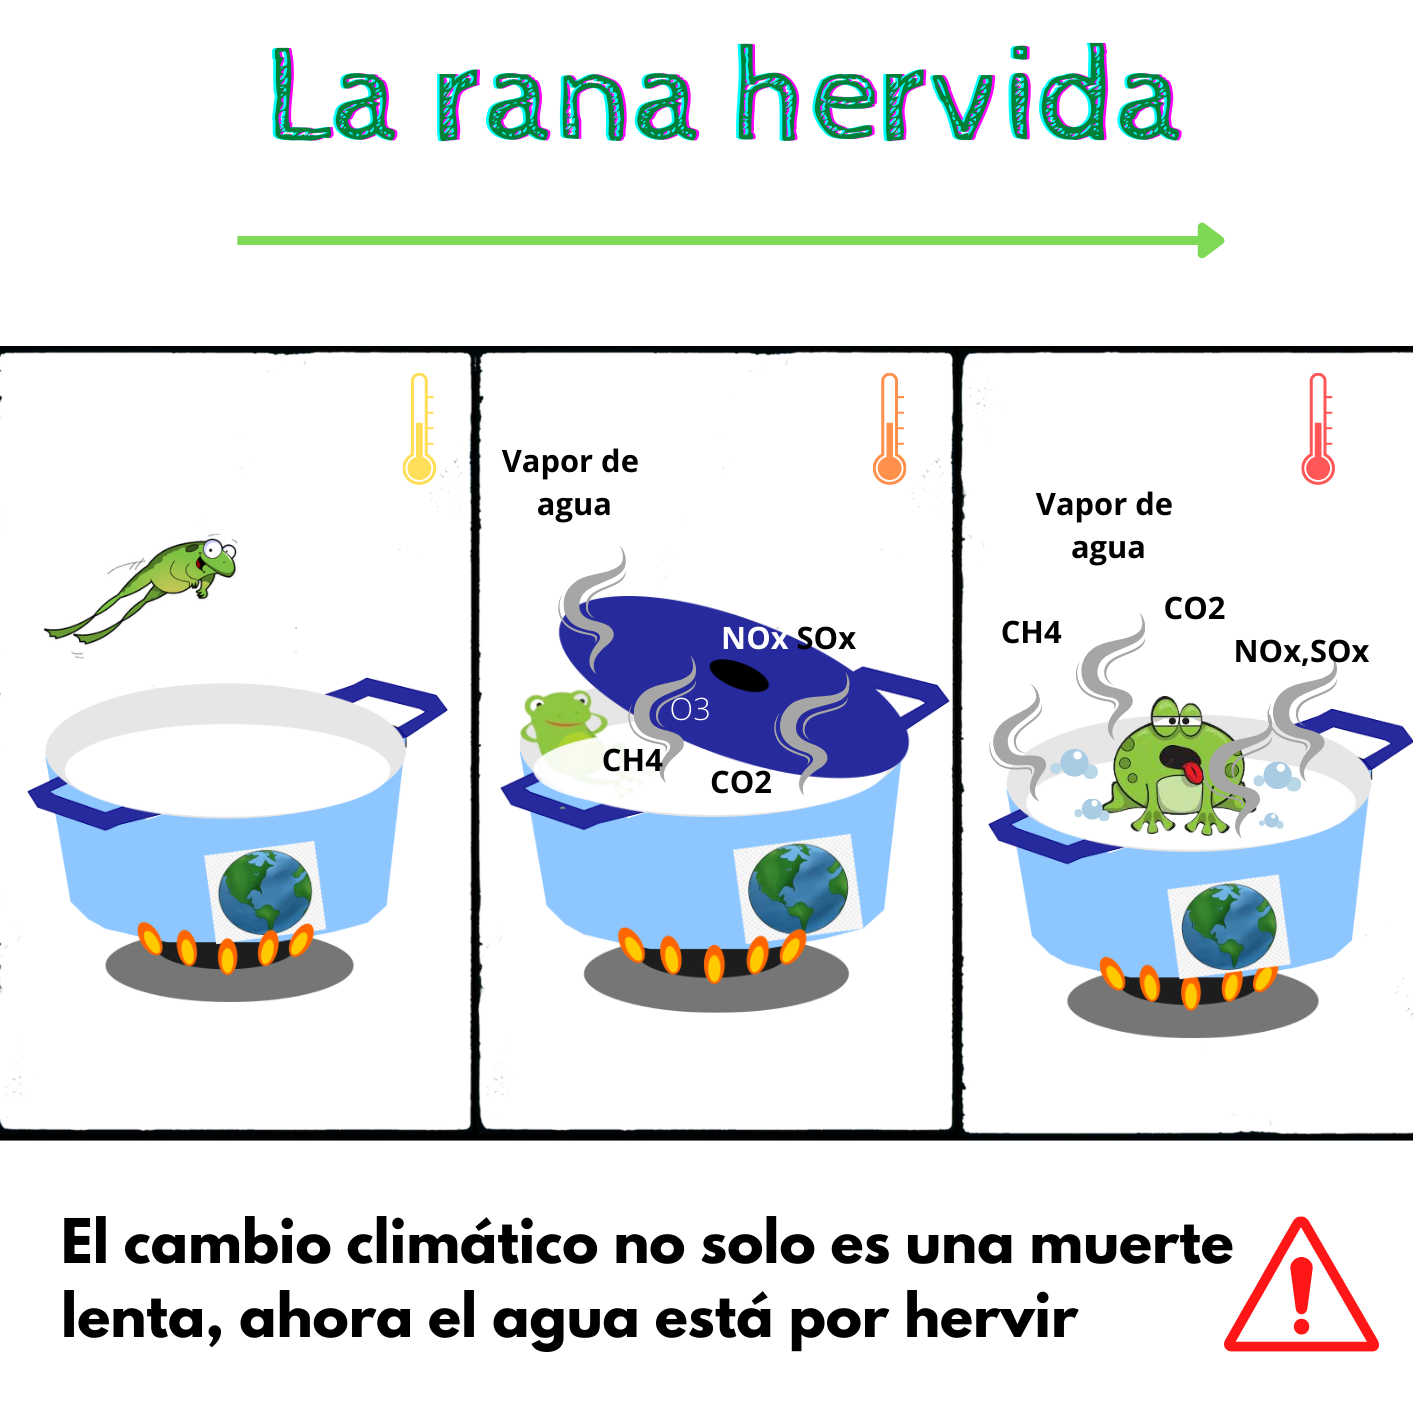 La rana hervida
Vapor de
agua
NOx SOx
O3
CH4
CO2
Vapor de
agua
CO2
CH4
NOx,SOx
El cambio climático no solo es una muerte
lenta, ahora el agua está por hervir